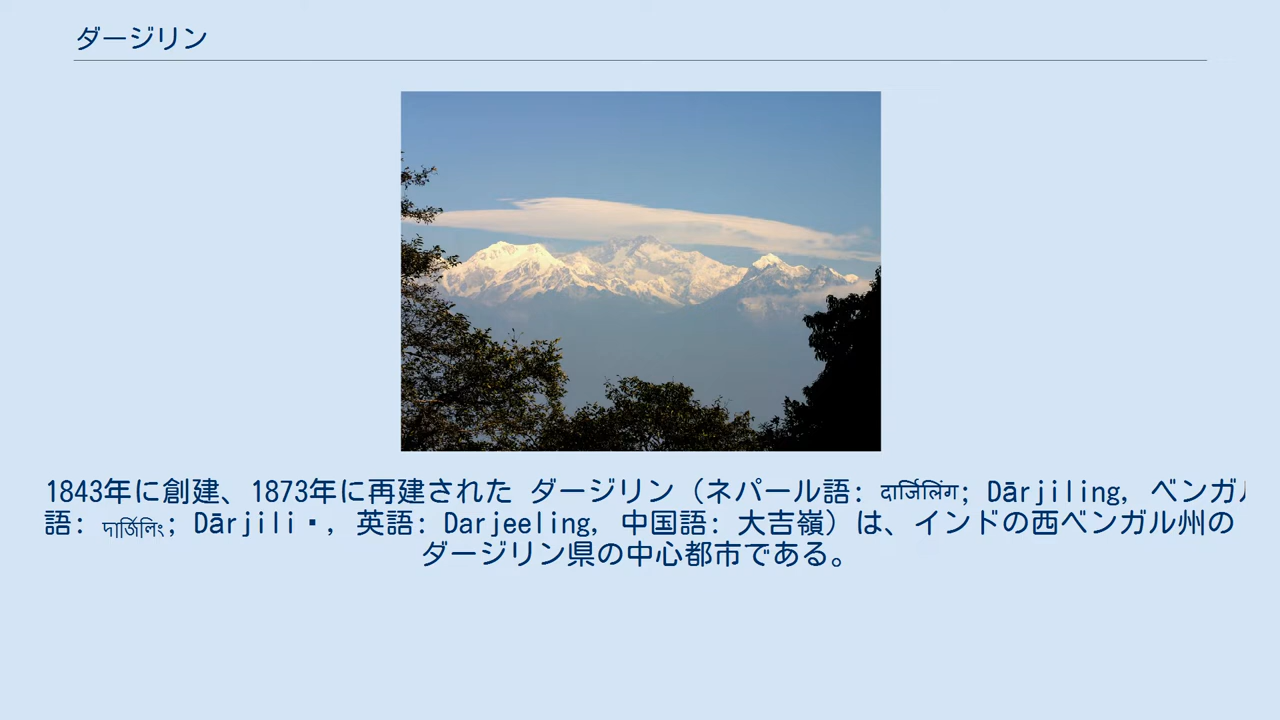 ダージリン
1843年に創建、1873年に再建された ダージリン（ネパール語: दार्जिलिंग; Dārjiling, ベンガル
語: দার্জিলিং; Dārjili▪, 英語: Darjeeling, 中国語: 大吉嶺）は、インドの西ベンガル州の
ダージリン県の中心都市である。